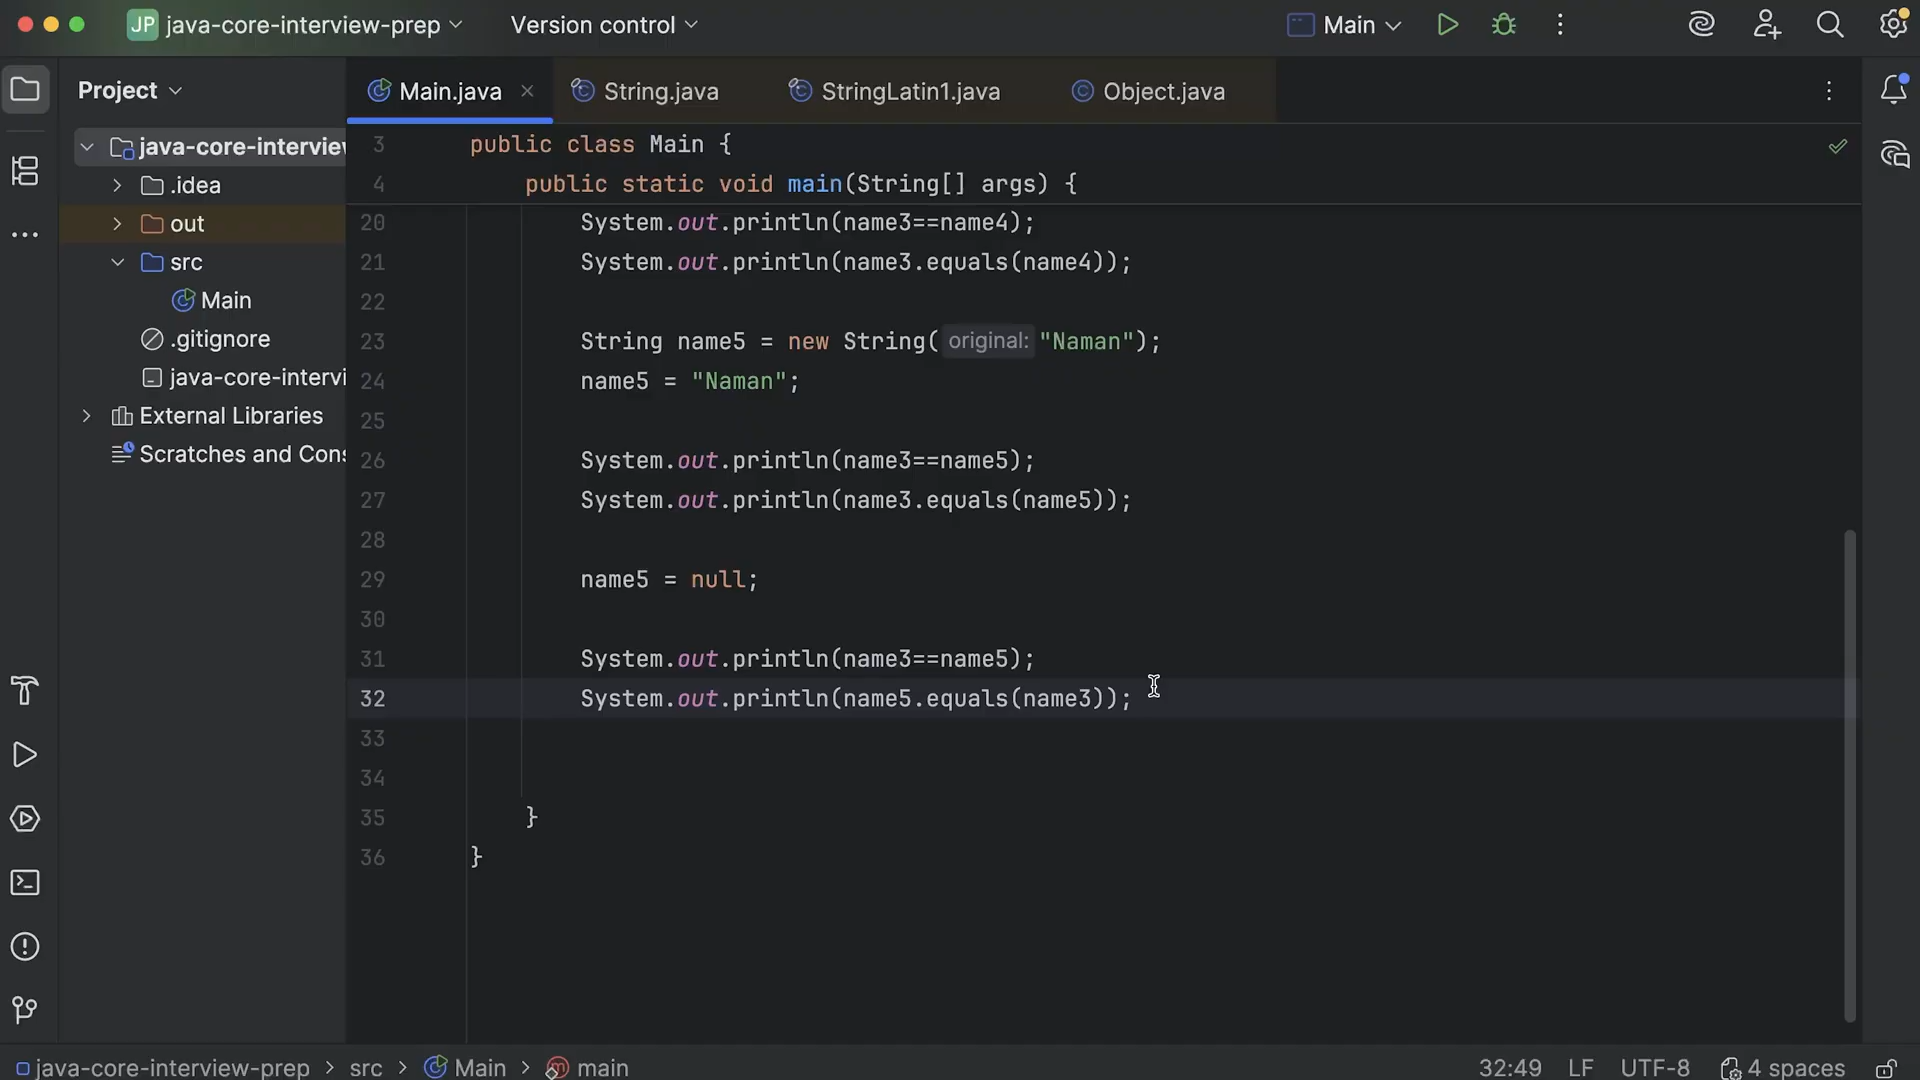 JP java-core-interview-prep
Version control
Main
Project
Main.java
String.java
StringLatin1.java
Object.java
java-core-interview
.idea
out
src
Main
.gitignore
java-core-intervi
External Libraries
Scratches and Cons
3 public class Main {
4 public static void main(String[] args) {
20 System.out.println(name3==name4);
21 System.out.println(name3.equals(name4));
22
23 String name5 = new String( original: "Naman");
24 name5 = "Naman";
25
26 System.out.println(name3==name5);
27 System.out.println(name3.equals(name5));
28
29 name5 = null;
30
31 System.out.println(name3==name5);
32 System.out.println(name5.equals(name3));
33
34
35 }
36 }
java-core-interview-prep > src > Main > main
32:49 LF UTF-8 4 spaces